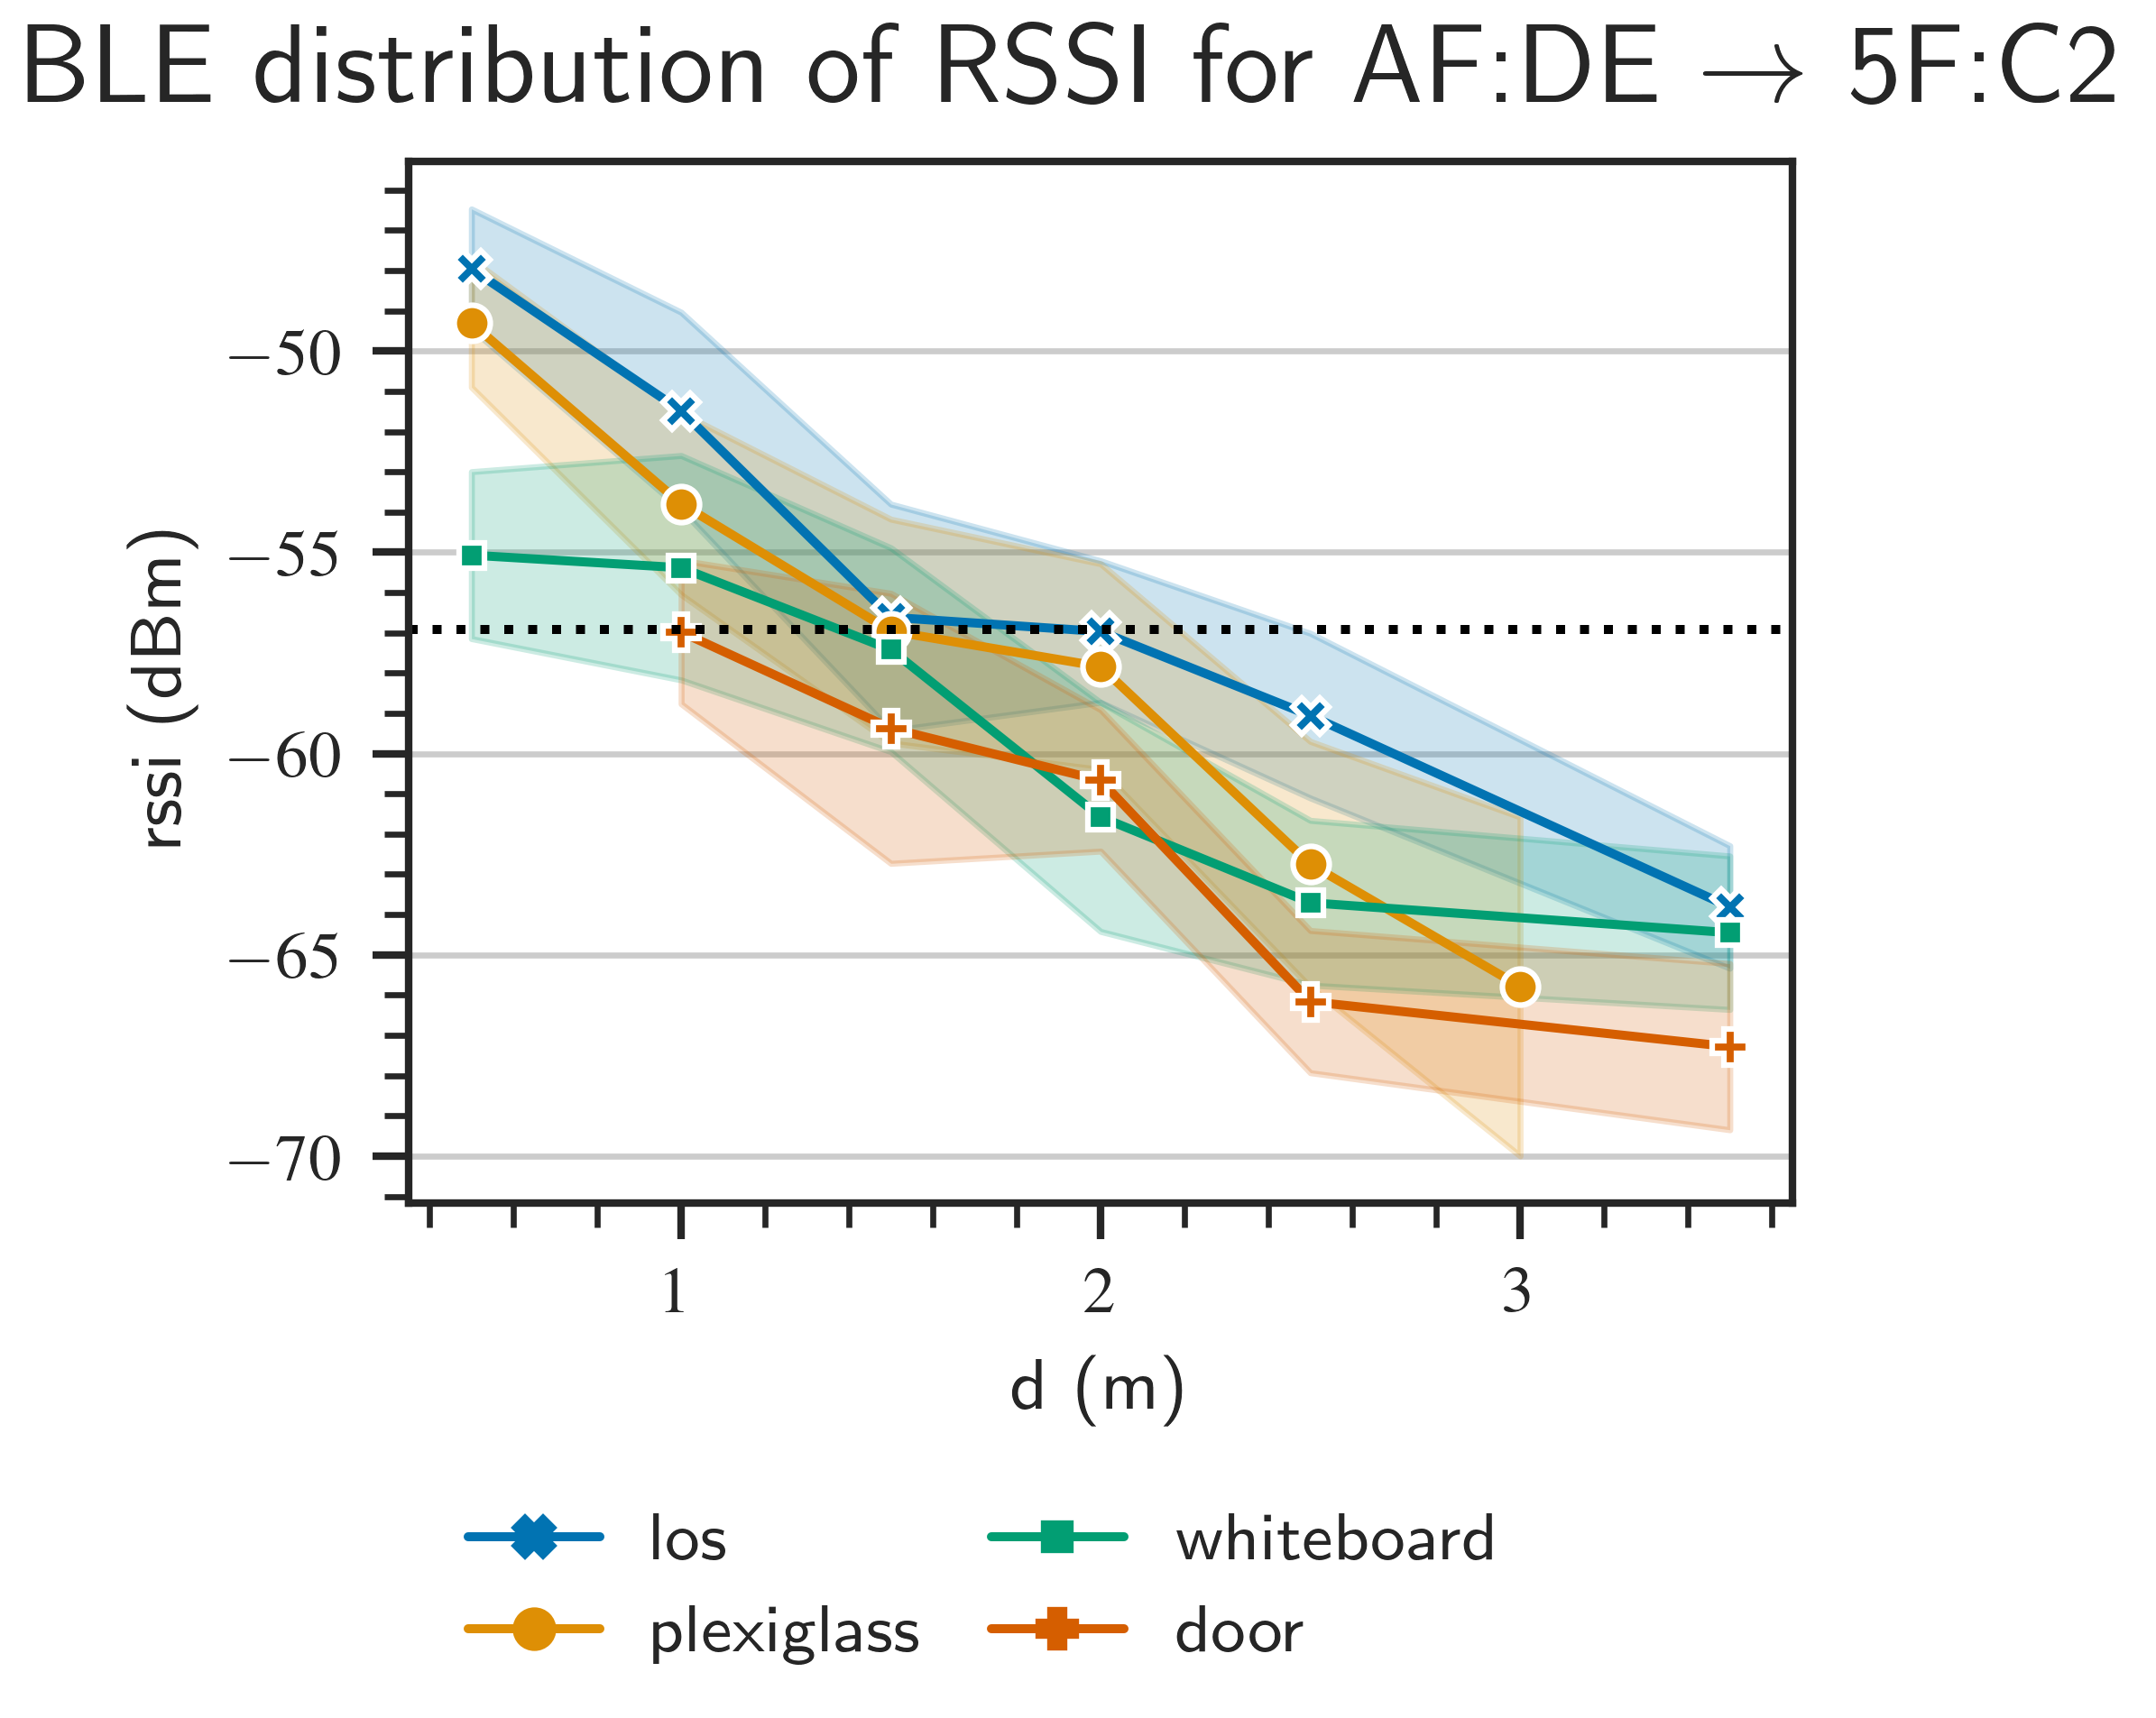 BLE distribution of RSSI for AF:DE → 5F:C2
rssi (dBm)
−50
−55
−60
−65
−70
1 2 3
d (m)
los whiteboard
plexiglass door